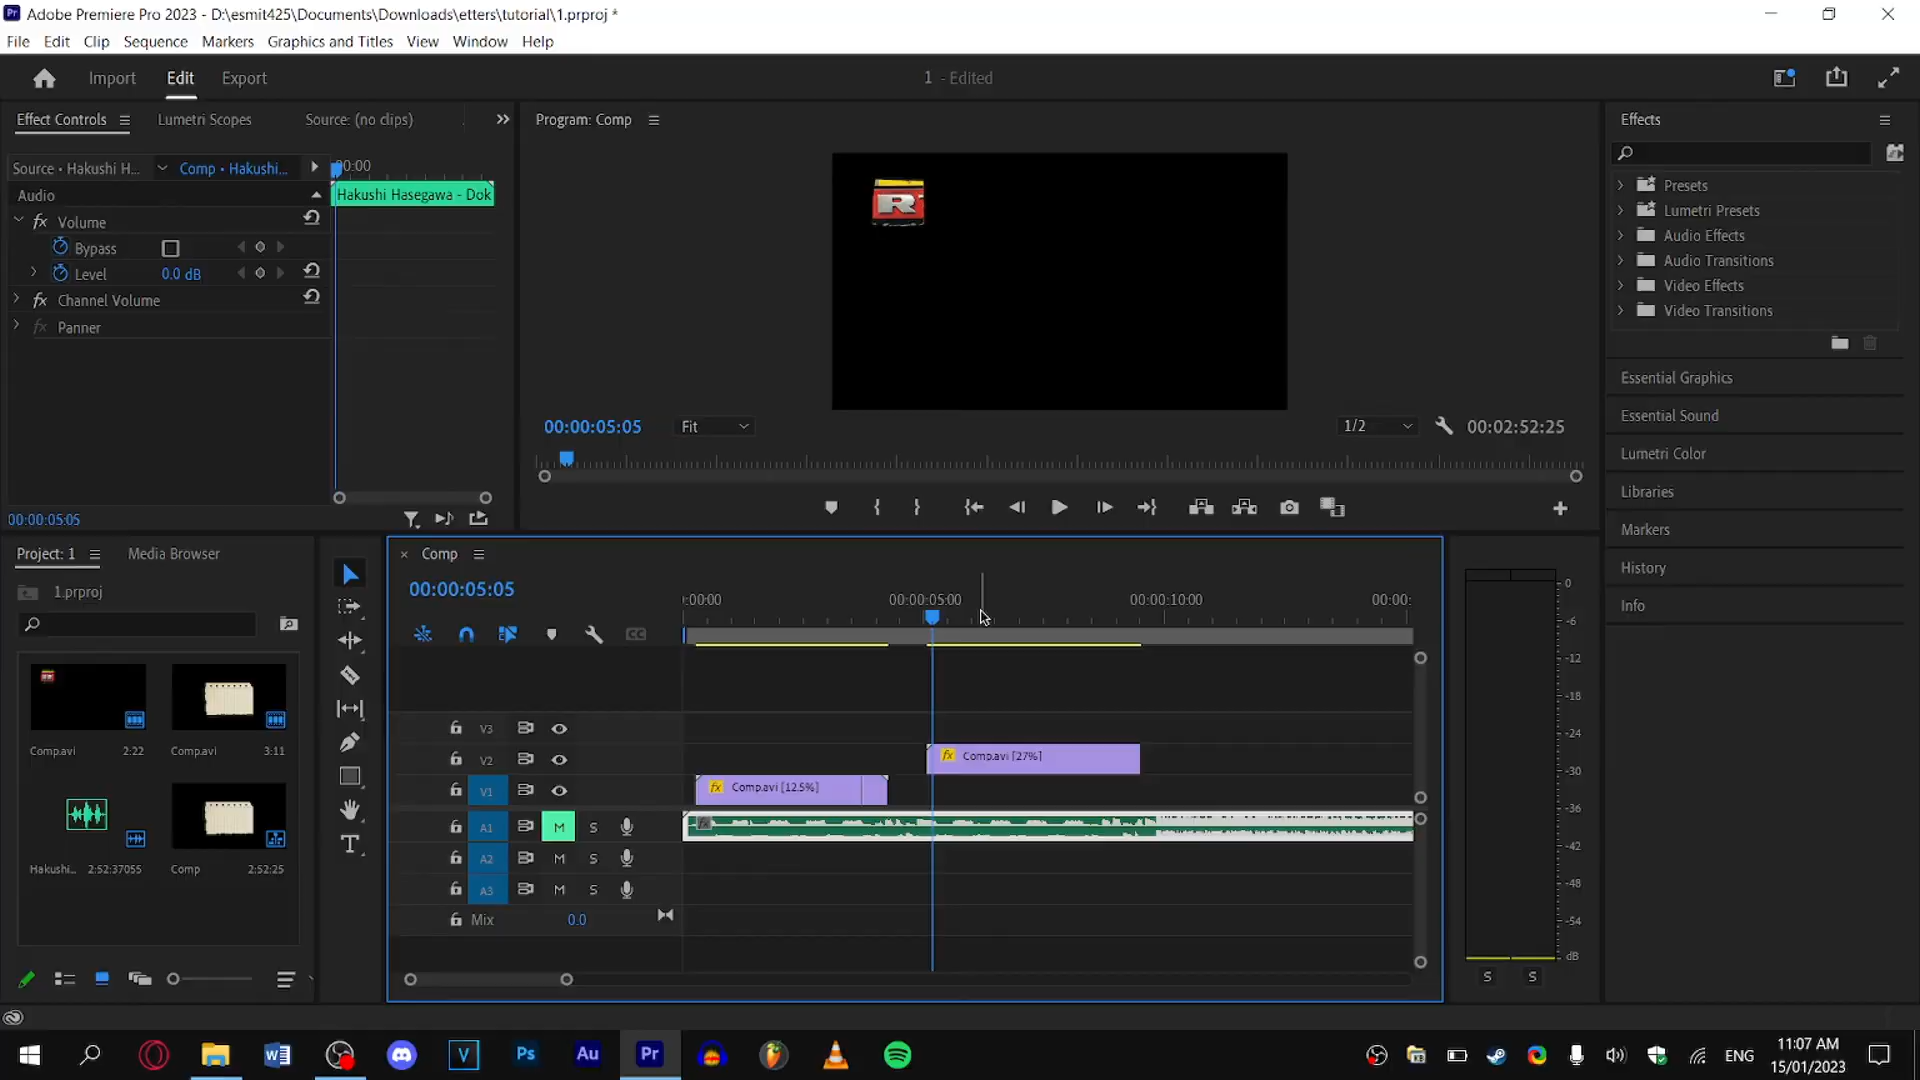 Adobe Premiere Pro 2023 - D:\esmit425\Documents\Downloads\etters\tutorial\1.prproj *
File Edit Clip Sequence Markers Graphics and Titles View Window Help
Import Edit Export
1 - Edited
Effect Controls Lumetri Scopes Source: (no clips)
Source • Hakushi H... Comp • Hakushi...
00:00
Audio
Hakushi Hasegawa - Dok
fx Volume
Bypass
Level 0.0 dB
fx Channel Volume
fx Panner
00:00:05:05
Program: Comp
R
00:00:05:05 Fit 1/2 00:02:52:25
Effects
Presets
Lumetri Presets
Audio Effects
Audio Transitions
Video Effects
Video Transitions
Essential Graphics
Essential Sound
Lumetri Color
Libraries
Markers
History
Info
Project: 1 Media Browser
1.prproj
Comp.avi 2:22 Comp.avi 3:11
Hakushi... 2:52:37055 Comp 2:52:25
T
× Comp
00:00:05:05
:00:00 00:00:05:00 00:00:10:00 00:00:
CC
V3
V2
fx Comp.avi [27%]
V1
fx Comp.avi [12.5%]
A1 M S
fx
A2 M S
A3 M S
Mix 0.0
0
-6
-12
-18
-24
-30
-36
-42
-48
-54
dB
S S
W V Ps Au Pr
ENG
11:07 AM
15/01/2023